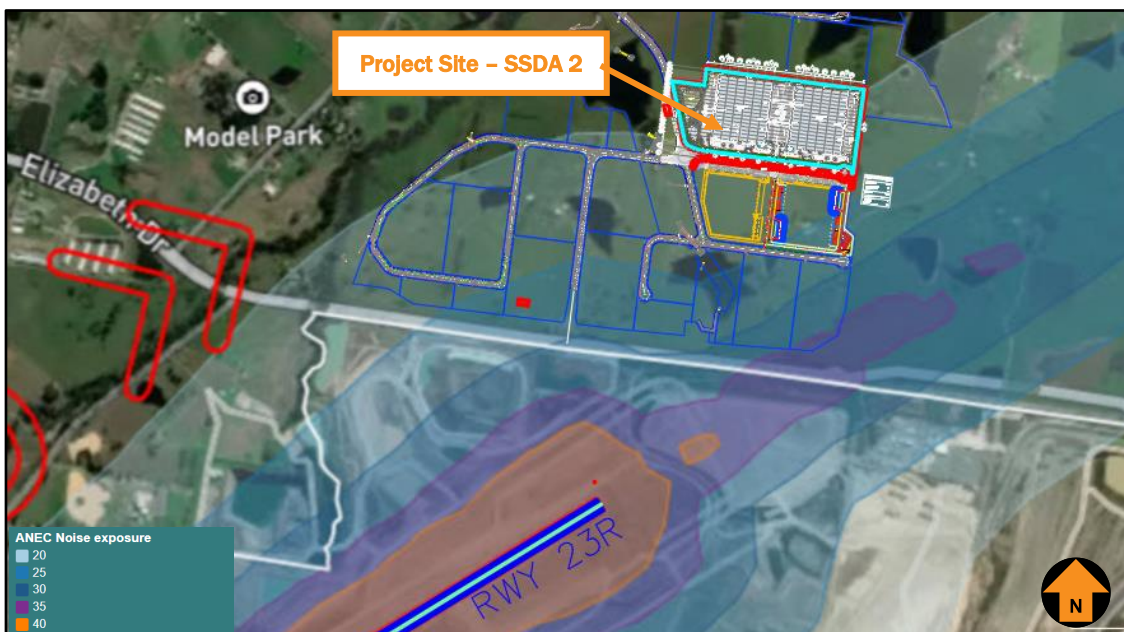 Project Site – SSDA 2
Model Park
Elizabeth Dr
RWY 23R
ANEC Noise exposure
20
25
30
35
40
N